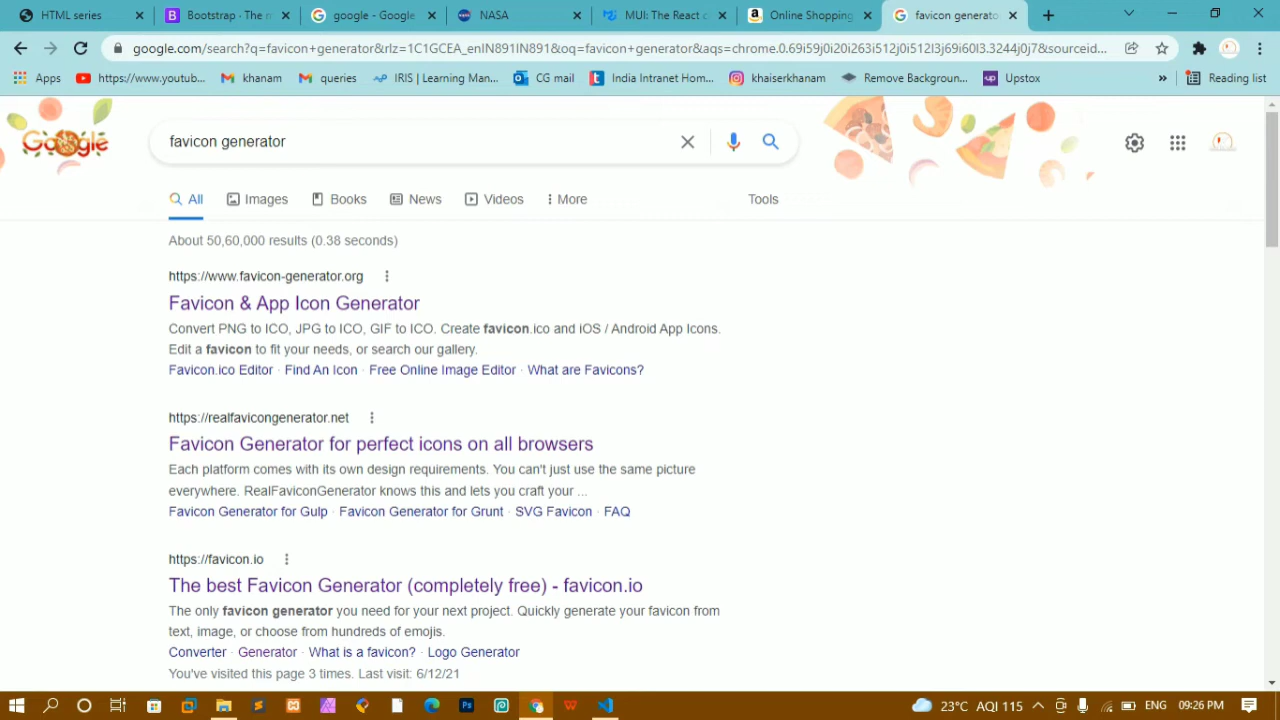 HTML series
Bootstrap - The m
google - Google
NASA
MUI: The React c
Online Shopping
favicon generato
google.com/search?q=favicon+generator&rlz=1C1GCEA_enIN891IN891&oq=favicon+generator&aqs=chrome.0.69i59j0i20i263i512j0i512l3j69i60l3.3244j0j7&sourceid...
Apps
https://www.youtub...
khanam
queries
IRIS | Learning Man...
CG mail
India Intranet Hom...
khaiserkhanam
Remove Backgroun...
up Upstox
»
Reading list
Google
favicon generator
All
Images
Books
News
Videos
More
Tools
About 50,60,000 results (0.38 seconds)
https://www.favicon-generator.org
Favicon & App Icon Generator
Convert PNG to ICO, JPG to ICO, GIF to ICO. Create favicon.ico and iOS / Android App Icons.
Edit a favicon to fit your needs, or search our gallery.
Favicon.ico Editor · Find An Icon · Free Online Image Editor · What are Favicons?
https://realfavicongenerator.net
Favicon Generator for perfect icons on all browsers
Each platform comes with its own design requirements. You can't just use the same picture
everywhere. RealFaviconGenerator knows this and lets you craft your ...
Favicon Generator for Gulp · Favicon Generator for Grunt · SVG Favicon · FAQ
https://favicon.io
The best Favicon Generator (completely free) - favicon.io
The only favicon generator you need for your next project. Quickly generate your favicon from
text, image, or choose from hundreds of emojis.
Converter · Generator · What is a favicon? · Logo Generator
You've visited this page 3 times. Last visit: 6/12/21
23°C AQI 115
ENG
09:26 PM